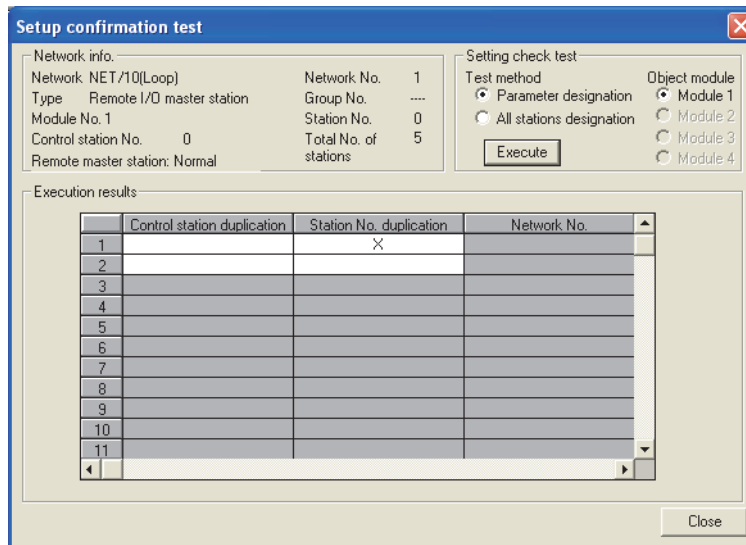 Setup confirmation test
Network info.
Network NET/10(Loop)
Network No. 1
Type Remote I/O master station
Group No. ----
Module No. 1
Station No. 0
Control station No. 0
Total No. of stations 5
Remote master station: Normal
Setting check test
Test method
Object module
Parameter designation
Module 1
All stations designation
Module 2
Module 3
Execute
Module 4
Execution results
Control station duplication Station No. duplication Network No.
1 X
2
3
4
5
6
7
8
9
10
11
Close